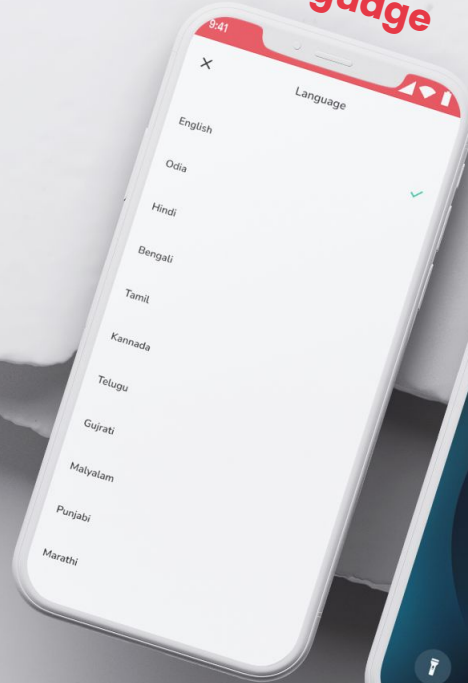 guage
9:41
Language
English
Odia
Hindi
Bengali
Tamil
Kannada
Telugu
Gujrati
Malyalam
Punjabi
Marathi